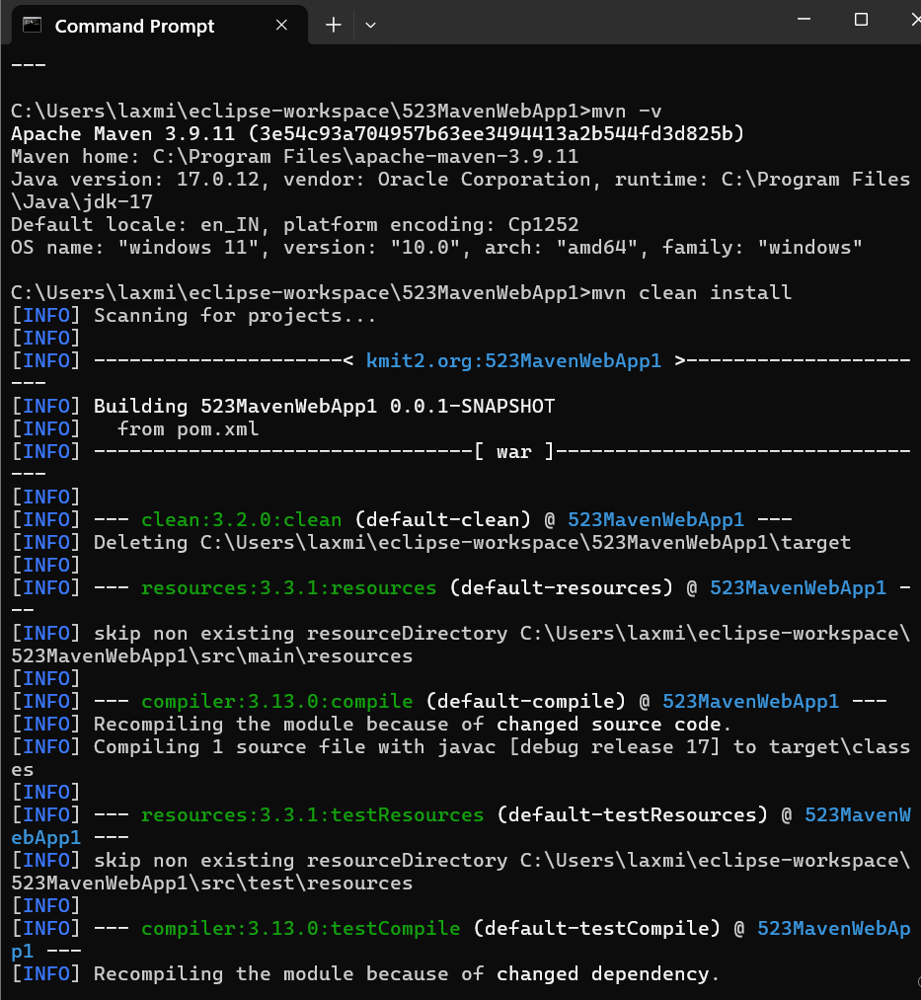 Command Prompt
---
C:\Users\laxmi\eclipse-workspace\523MavenWebApp1>mvn -v
Apache Maven 3.9.11 (3e54c93a704957b63ee3494413a2b544fd3d825b)
Maven home: C:\Program Files\apache-maven-3.9.11
Java version: 17.0.12, vendor: Oracle Corporation, runtime: C:\Program Files
\Java\jdk-17
Default locale: en_IN, platform encoding: Cp1252
OS name: "windows 11", version: "10.0", arch: "amd64", family: "windows"
C:\Users\laxmi\eclipse-workspace\523MavenWebApp1>mvn clean install
[INFO] Scanning for projects...
[INFO]
[INFO] ---------------------< kmit2.org:523MavenWebApp1 >-------------------
---
[INFO] Building 523MavenWebApp1 0.0.1-SNAPSHOT
[INFO]   from pom.xml
[INFO] --------------------------------[ war ]------------------------------
---
[INFO]
[INFO] --- clean:3.2.0:clean (default-clean) @ 523MavenWebApp1 ---
[INFO] Deleting C:\Users\laxmi\eclipse-workspace\523MavenWebApp1\target
[INFO]
[INFO] --- resources:3.3.1:resources (default-resources) @ 523MavenWebApp1 -
--
[INFO] skip non existing resourceDirectory C:\Users\laxmi\eclipse-workspace\
523MavenWebApp1\src\main\resources
[INFO]
[INFO] --- compiler:3.13.0:compile (default-compile) @ 523MavenWebApp1 ---
[INFO] Recompiling the module because of changed source code.
[INFO] Compiling 1 source file with javac [debug release 17] to target\class
es
[INFO]
[INFO] --- resources:3.3.1:testResources (default-testResources) @ 523MavenW
ebApp1 ---
[INFO] skip non existing resourceDirectory C:\Users\laxmi\eclipse-workspace\
523MavenWebApp1\src\test\resources
[INFO]
[INFO] --- compiler:3.13.0:testCompile (default-testCompile) @ 523MavenWebAp
p1 ---
[INFO] Recompiling the module because of changed dependency.